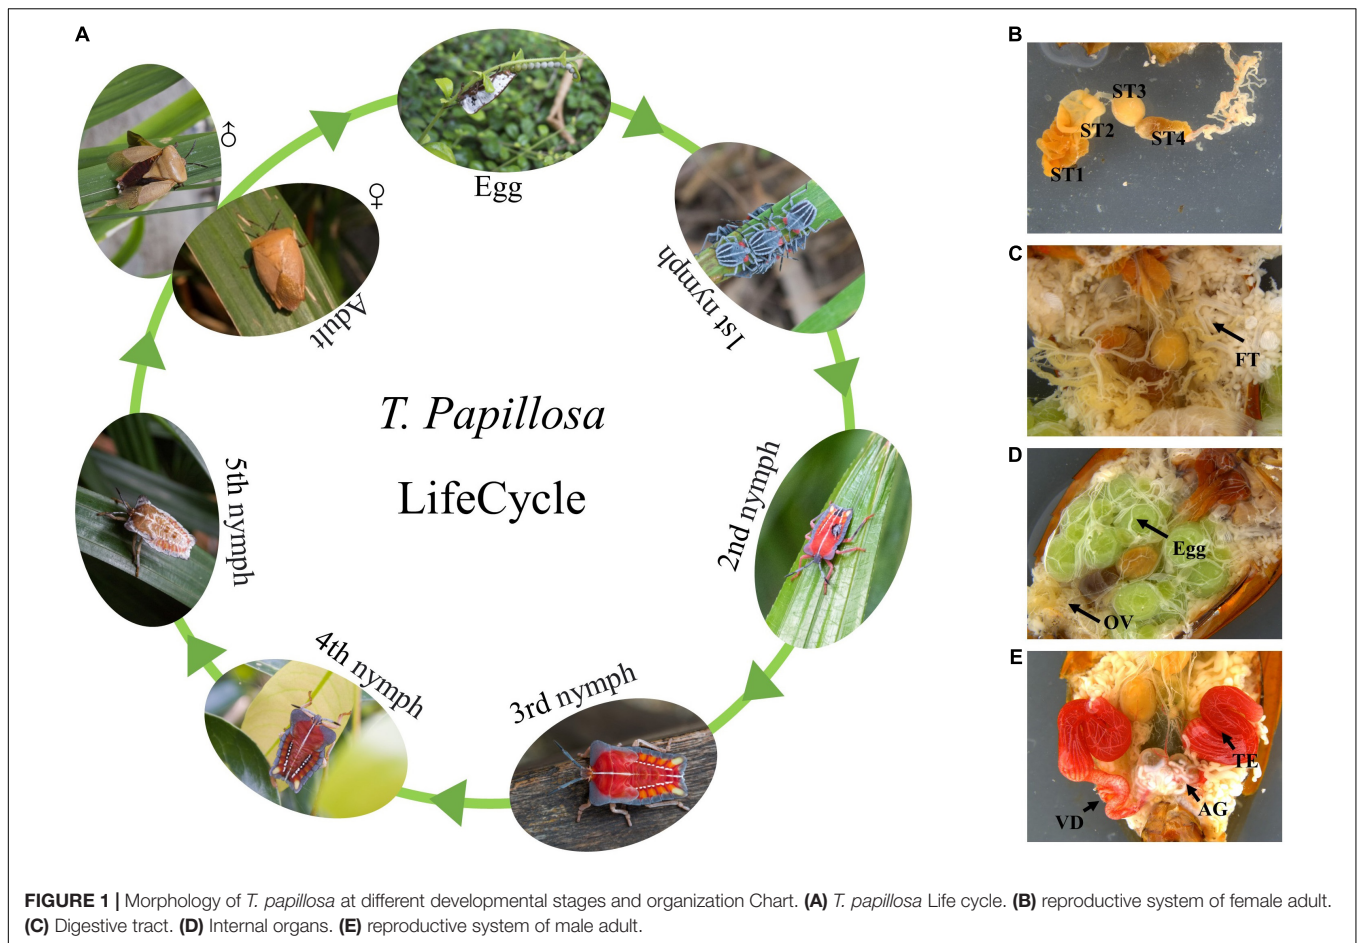 A
♂
♀
Egg
Adult
1st nymph
2nd nymph
3rd nymph
4th nymph
5th nymph
T. Papillosa
LifeCycle
B
ST3
ST2
ST4
ST1
C
FT
D
Egg
OV
E
TE
AG
VD
FIGURE 1 | Morphology of T. papillosa at different developmental stages and organization Chart. (A) T. papillosa Life cycle. (B) reproductive system of female adult.
(C) Digestive tract. (D) Internal organs. (E) reproductive system of male adult.